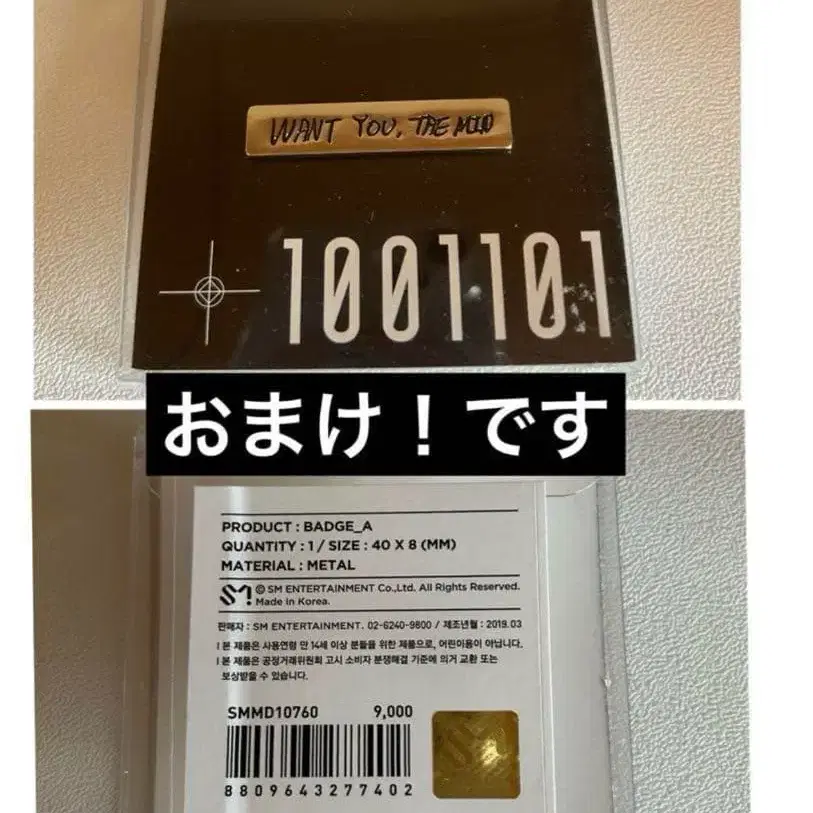 WANT YOU, TAE MIN
1001101
おまけ!です
PRODUCT : BADGE_A
QUANTITY : 1 / SIZE : 40 X 8 (MM)
MATERIAL : METAL
SM! © SM ENTERTAINMENT Co.,Ltd. All Rights Reserved.
Made in Korea.
판매자 : SM ENTERTAINMENT. 02-6240-9800 / 제조년월 : 2019.03
| 본 제품은 사용연령 만 14세 이상 분들을 위한 제품으로, 어린이용이 아닙니다.
| 본 제품은 공정거래위원회 고시 소비자 분쟁해결 기준에 의거 교환 또는
보상받을 수 있습니다.
SMMD10760 9,000
8809643277402